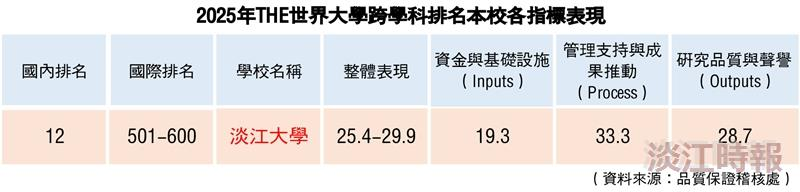 2025年THE世界大學跨學科排名本校各指標表現
國內排名 國際排名 學校名稱 整體表現 資金與基礎設施(Inputs) 管理支持與成果推動(Process) 研究品質與聲譽(Outputs)
12 501–600 淡江大學 25.4–29.9 19.3 33.3 28.7
淡江時報
(資料來源：品質保證稽核處)